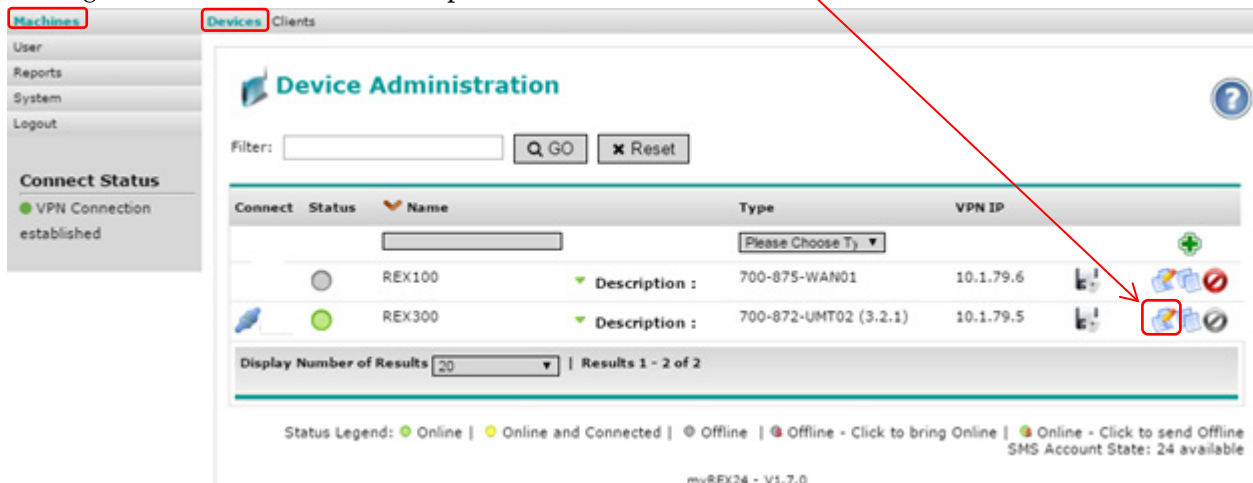 Machines
Devices Clients
User
Reports
System
Logout
Connect Status
VPN Connection
established
Device Administration
Filter:
GO
Reset
Connect Status Name Type VPN IP
Please Choose Ty
REX100 Description : 700-875-WAN01 10.1.79.6
REX300 Description : 700-872-UMT02 (3.2.1) 10.1.79.5
Display Number of Results 20 | Results 1 - 2 of 2
Status Legend: Online | Online and Connected | Offline | Offline - Click to bring Online | Online - Click to send Offline
SMS Account State: 24 available
myREX24 - V1.7.0